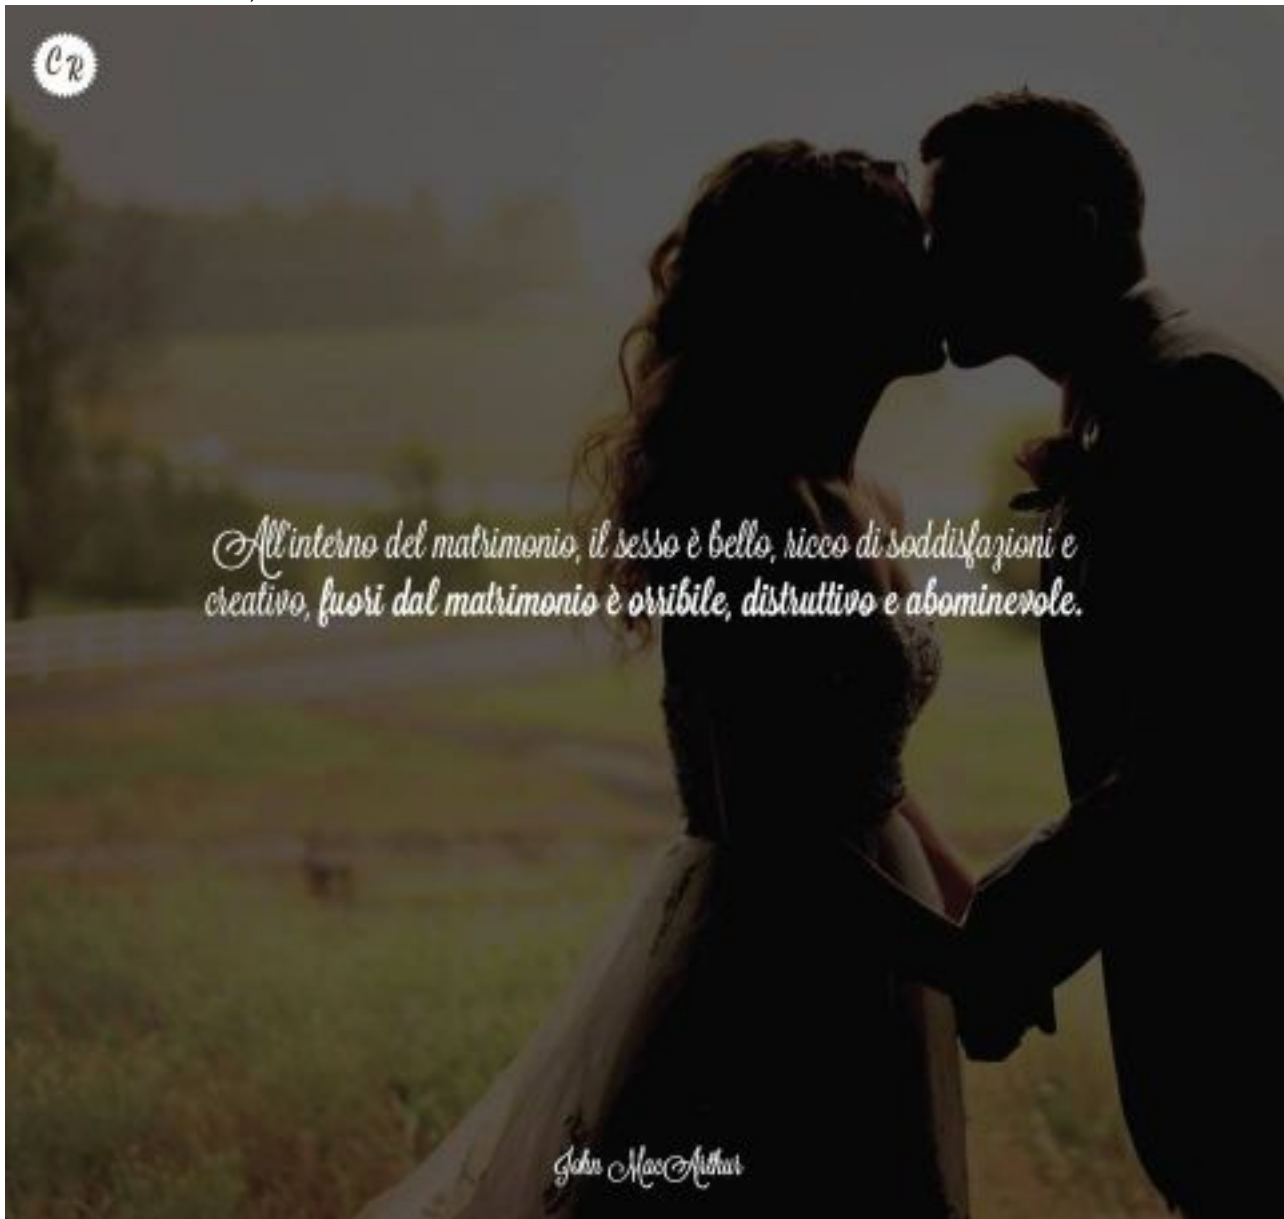 C R
All'interno del matrimonio, il sesso è bello, ricco di soddisfazioni e
creativo, fuori dal matrimonio è orribile, distruttivo e abominevole.
John MacArthur